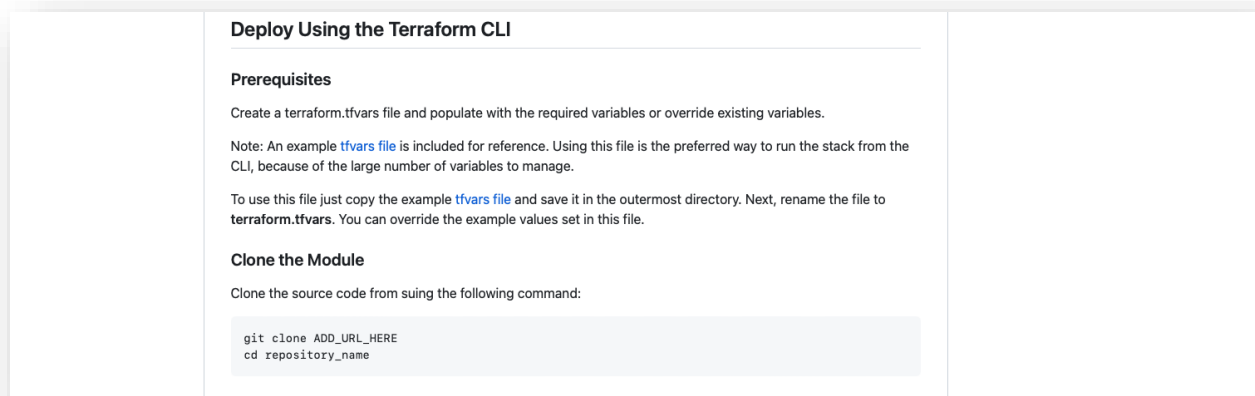 Deploy Using the Terraform CLI
Prerequisites
Create a terraform.tfvars file and populate with the required variables or override existing variables.
Note: An example tfvars file is included for reference. Using this file is the preferred way to run the stack from the
CLI, because of the large number of variables to manage.
To use this file just copy the example tfvars file and save it in the outermost directory. Next, rename the file to
terraform.tfvars. You can override the example values set in this file.
Clone the Module
Clone the source code from suing the following command:
git clone ADD_URL_HERE
cd repository_name